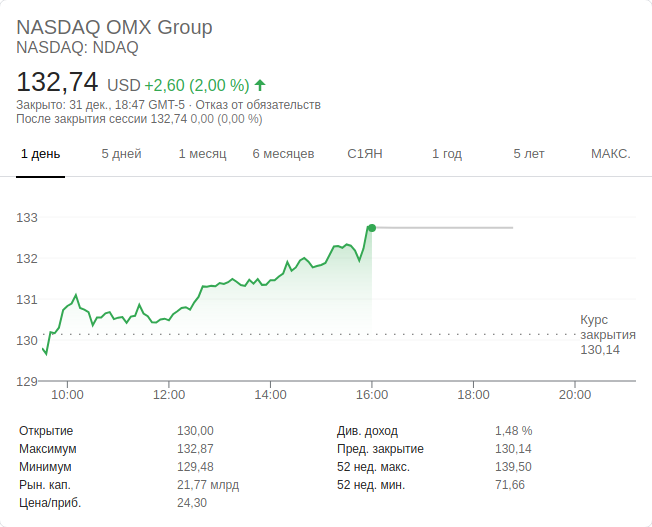 NASDAQ OMX Group
NASDAQ: NDAQ
132,74 USD +2,60 (2,00 %)
Закрыто: 31 дек., 18:47 GMT-5 · Отказ от обязательств
После закрытия сессии 132,74 0,00 (0,00 %)
1 день 5 дней 1 месяц 6 месяцев С1ЯН 1 год 5 лет МАКС.
133
132
131
130
129
Курс
закрытия
130,14
10:00 12:00 14:00 16:00 18:00 20:00
Открытие 130,00 Див. доход 1,48 %
Максимум 132,87 Пред. закрытие 130,14
Минимум 129,48 52 нед. макс. 139,50
Рын. кап. 21,77 млрд 52 нед. мин. 71,66
Цена/приб. 24,30